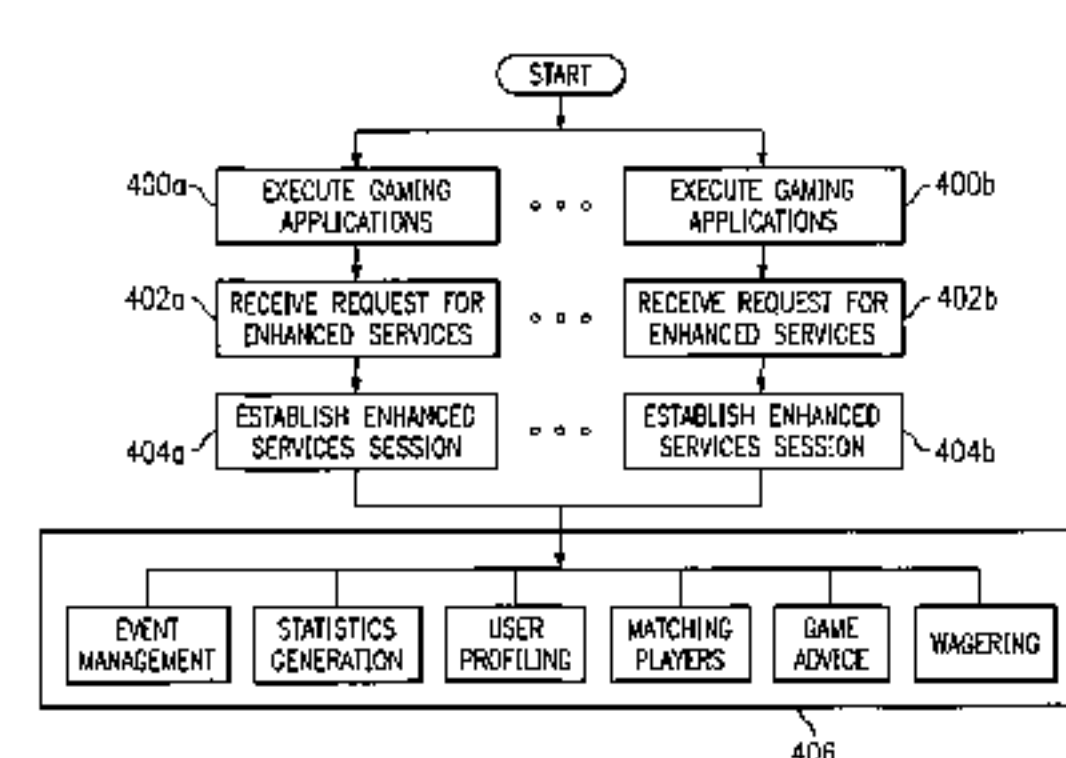 START
400a
EXECUTE GAMING
APPLICATIONS
EXECUTE GAMING
APPLICATIONS
400b
402a
RECEIVE REQUEST FOR
ENHANCED SERVICES
RECEIVE REQUEST FOR
ENHANCED SERVICES
402b
404a
ESTABLISH ENHANCED
SERVICES SESSION
ESTABLISH ENHANCED
SERVICES SESSION
404b
EVENT
MANAGEMENT
STATISTICS
GENERATION
USER
PROFILING
MATCHING
PLAYERS
GAME
ADVICE
WAGERING
406